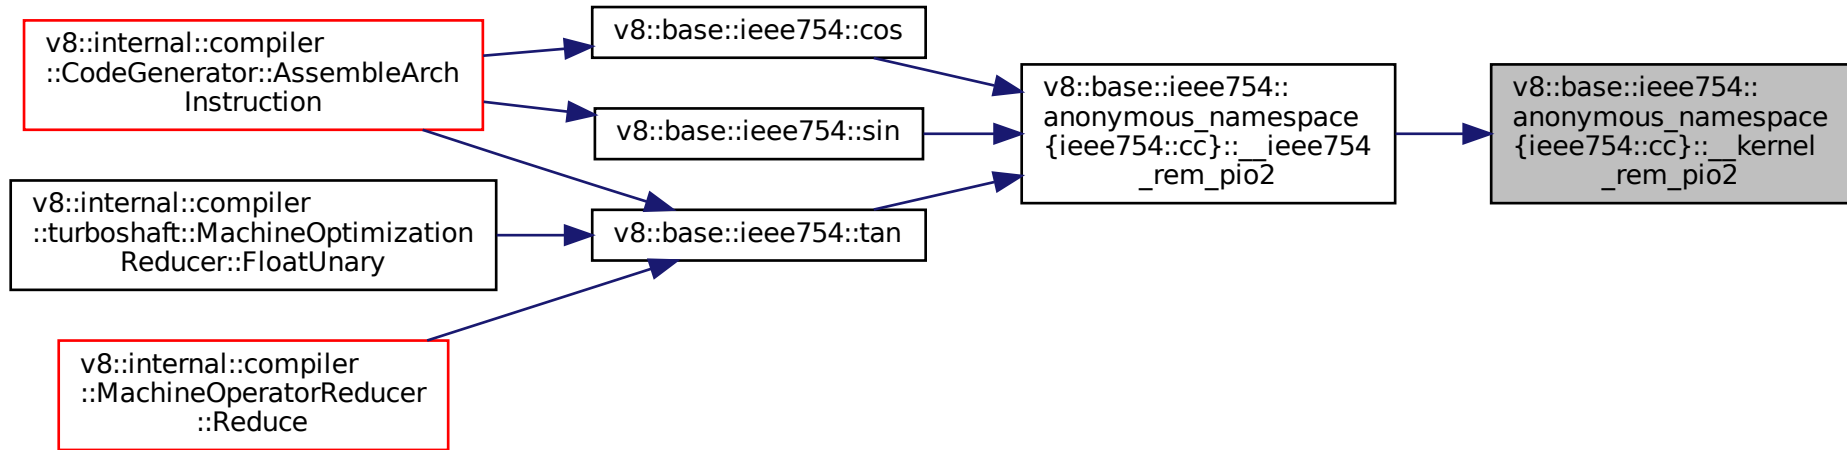 v8::internal::compiler
::CodeGenerator::AssembleArch
Instruction
v8::internal::compiler
::turboshaft::MachineOptimization
Reducer::FloatUnary
v8::internal::compiler
::MachineOperatorReducer
::Reduce
v8::base::ieee754::cos
v8::base::ieee754::sin
v8::base::ieee754::tan
v8::base::ieee754::
anonymous_namespace
{ieee754::cc}::__ieee754
_rem_pio2
v8::base::ieee754::
anonymous_namespace
{ieee754::cc}::__kernel
_rem_pio2